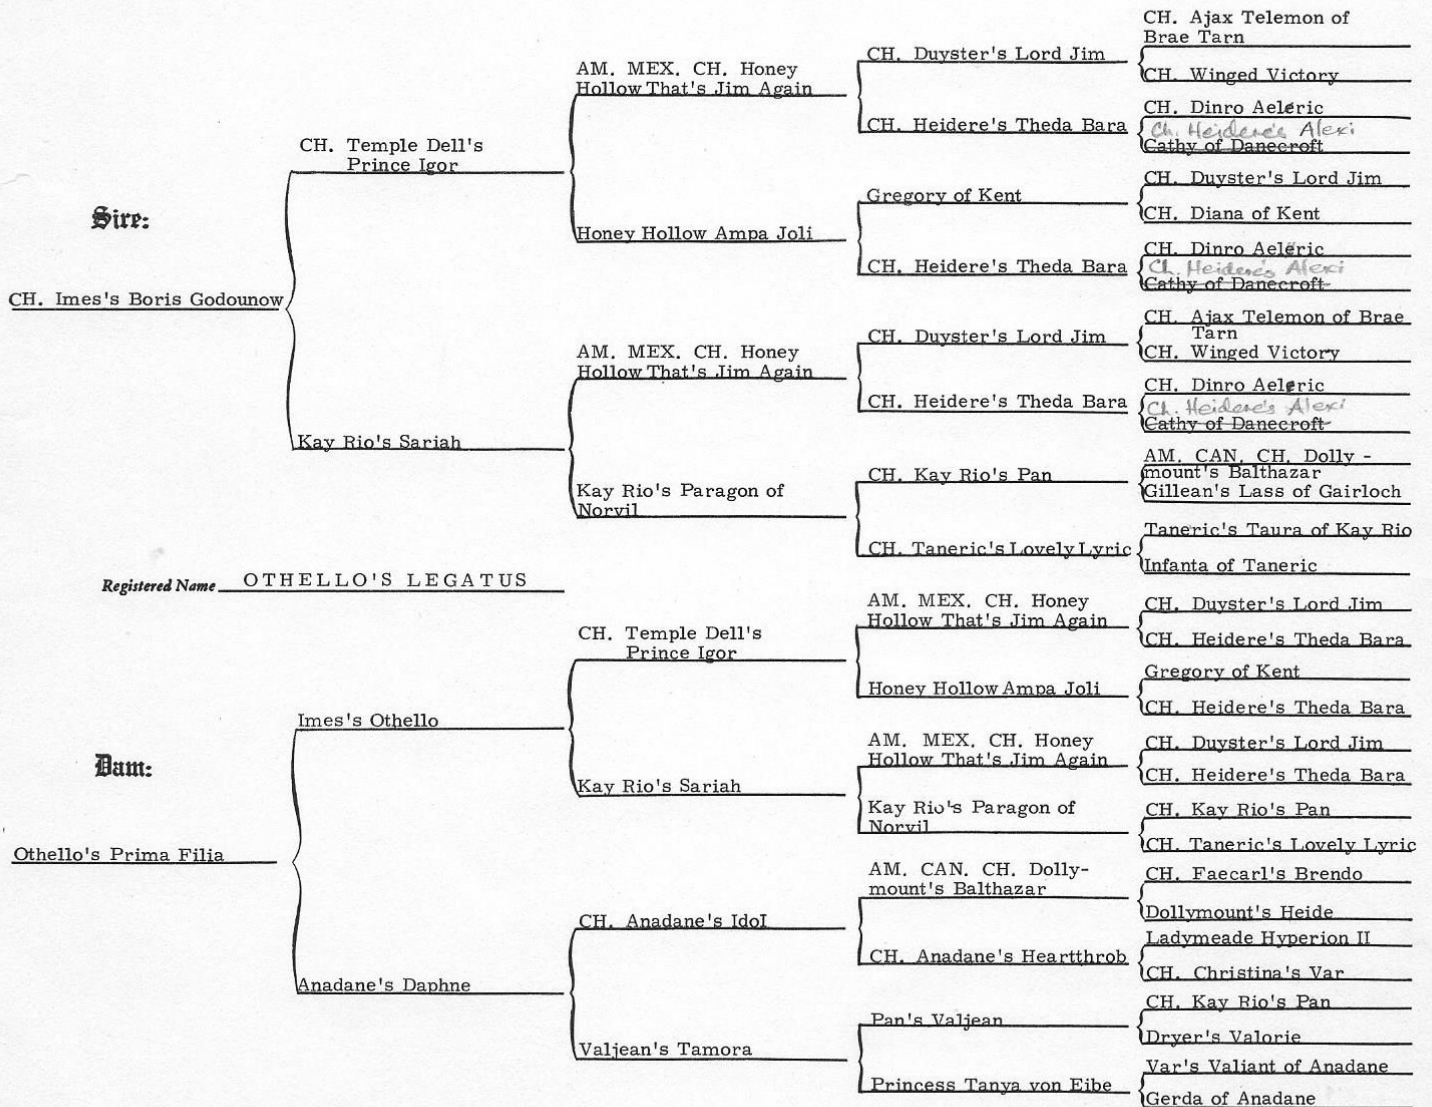 CH. Ajax Telemon of
Brae Tarn
CH. Duyster's Lord Jim
AM. MEX. CH. Honey
Hollow That's Jim Again
CH. Winged Victory
CH. Dinro Aeleric
CH. Heidere's Theda Bara
Ch. Heidere's Alexi
Cathy of Danecroft
CH. Temple Dell's
Prince Igor
CH. Duyster's Lord Jim
Gregory of Kent
CH. Diana of Kent
Sire:
Honey Hollow Ampa Joli
CH. Dinro Aeleric
CH. Heidere's Theda Bara
Ch. Heidere's Alexi
Cathy of Danecroft
CH. Imes's Boris Godounow
CH. Ajax Telemon of Brae
Tarn
CH. Duyster's Lord Jim
CH. Winged Victory
AM. MEX. CH. Honey
Hollow That's Jim Again
CH. Dinro Aeleric
CH. Heidere's Theda Bara
Ch. Heidere's Alexi
Cathy of Danecroft
Kay Rio's Sariah
AM. CAN. CH. Dolly -
mount's Balthazar
CH. Kay Rio's Pan
Gillean's Lass of Gairloch
Kay Rio's Paragon of
Norvil
Taneric's Taura of Kay Rio
CH. Taneric's Lovely Lyric
Infanta of Taneric
Registered Name OTHELLO'S LEGATUS
AM. MEX. CH. Honey
Hollow That's Jim Again
CH. Duyster's Lord Jim
CH. Heidere's Theda Bara
CH. Temple Dell's
Prince Igor
Gregory of Kent
Honey Hollow Ampa Joli
CH. Heidere's Theda Bara
Imes's Othello
AM. MEX. CH. Honey
Hollow That's Jim Again
CH. Duyster's Lord Jim
CH. Heidere's Theda Bara
Dam:
Kay Rio's Sariah
Kay Rio's Paragon of
Norvil
CH. Kay Rio's Pan
CH. Taneric's Lovely Lyric
Othello's Prima Filia
AM. CAN. CH. Dolly-
mount's Balthazar
CH. Faecarl's Brendo
Dollymount's Heide
CH. Anadane's Idol
Ladymeade Hyperion II
CH. Anadane's Heartthrob
CH. Christina's Var
Anadane's Daphne
CH. Kay Rio's Pan
Pan's Valjean
Dryer's Valorie
Valjean's Tamora
Var's Valiant of Anadane
Princess Tanya von Eibe
Gerda of Anadane